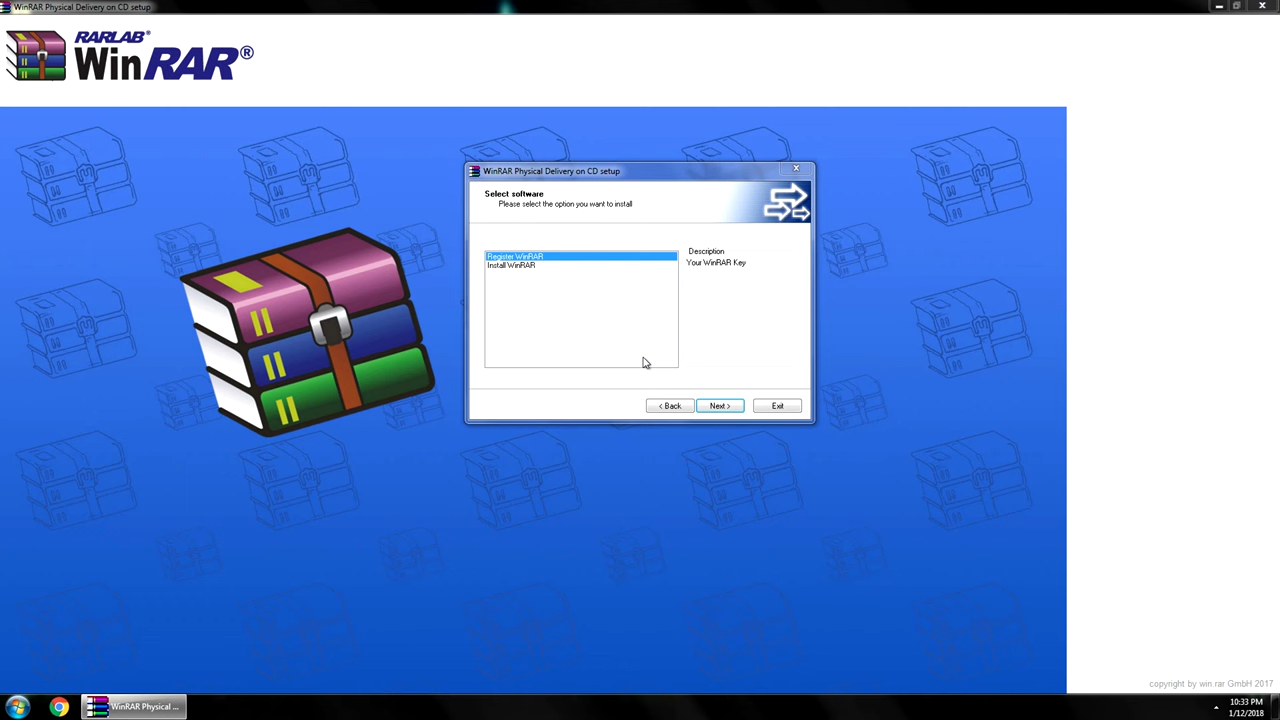 WinRAR Physical Delivery on CD setup
RARLAB®
WinRAR®
WinRAR Physical Delivery on CD setup
Select software
Please select the option you want to install
Register WinRAR
Install WinRAR
Description
Your WinRAR Key
< Back
Next >
Exit
copyright by win.rar GmbH 2017
WinRAR Physical ...
10:33 PM
1/12/2018